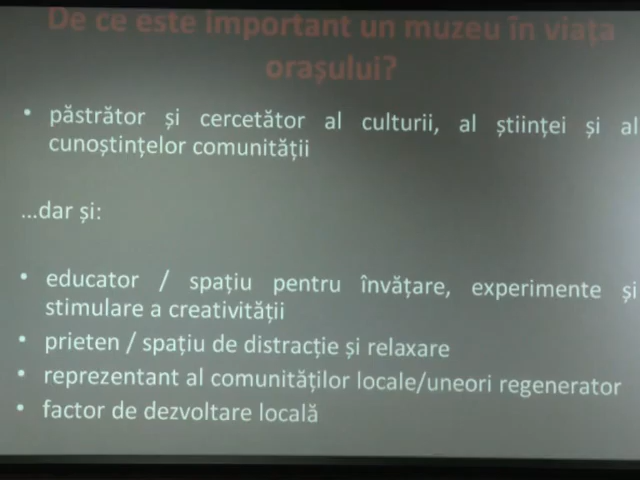 De ce este important un muzeu în viața
orașului?
• păstrător și cercetător al culturii, al științei și al
cunoștințelor comunității
...dar și:
• educator / spațiu pentru învățare, experimente și
stimulare a creativității
• prieten / spațiu de distracție și relaxare
• reprezentant al comunităților locale/uneori regenerator
• factor de dezvoltare locală